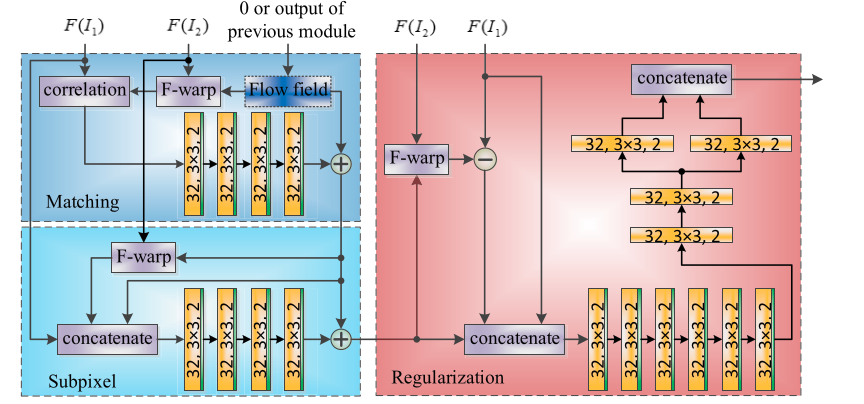 0 or output of
previous module
F(I₁)
F(I₂)
F(I₂)
F(I₁)
correlation
F-warp
Flow field
32, 3×3, 2
32, 3×3, 2
32, 3×3, 2
32, 3×3, 2
+
Matching
F-warp
concatenate
32, 3×3, 2
32, 3×3, 2
32, 3×3, 2
32, 3×3, 2
+
Subpixel
concatenate
32, 3×3, 2
32, 3×3, 2
F-warp
−
32, 3×3, 2
32, 3×3, 2
concatenate
32, 3×3, 2
32, 3×3, 2
32, 3×3, 2
32, 3×3, 2
32, 3×3, 2
32, 3×3, 2
Regularization